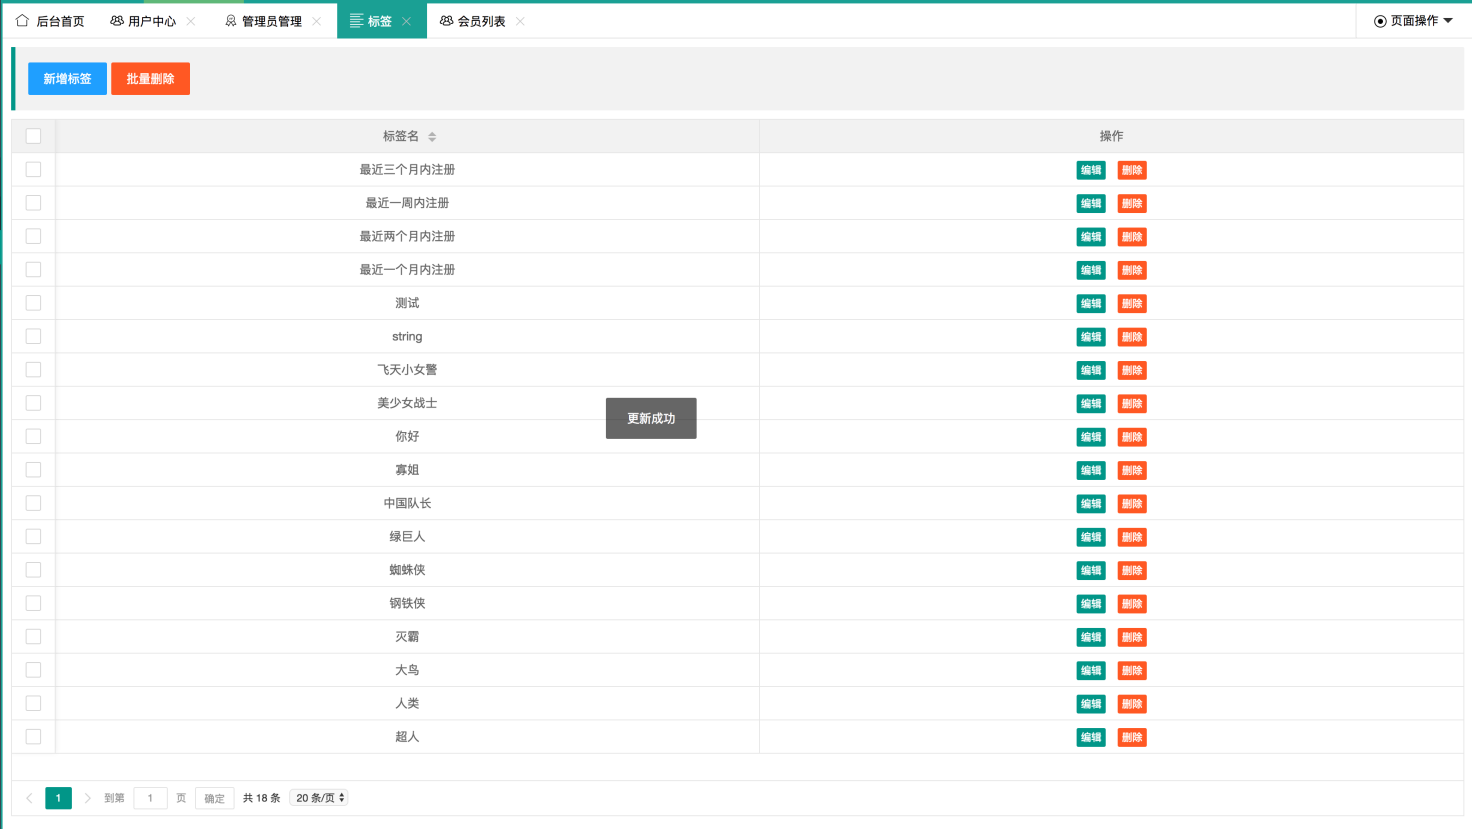 后台首页 用户中心 管理员管理 标签 会员列表 页面操作
新增标签 批量删除
标签名 操作
最近三个月内注册 编辑 删除
最近一周内注册 编辑 删除
最近两个月内注册 编辑 删除
最近一个月内注册 编辑 删除
测试 编辑 删除
string 编辑 删除
飞天小女警 编辑 删除
美少女战士 编辑 删除
更新成功
你好 编辑 删除
寡姐 编辑 删除
中国队长 编辑 删除
绿巨人 编辑 删除
蜘蛛侠 编辑 删除
钢铁侠 编辑 删除
灭霸 编辑 删除
大鸟 编辑 删除
人类 编辑 删除
超人 编辑 删除
1 到第 1 页 确定 共 18 条 20 条/页